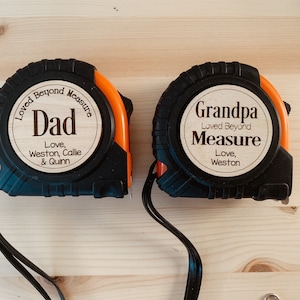 Loved Beyond Measure
Dad
Love,
Weston, Callie
& Quinn
Grandpa
Loved Beyond
Measure
Love,
Weston